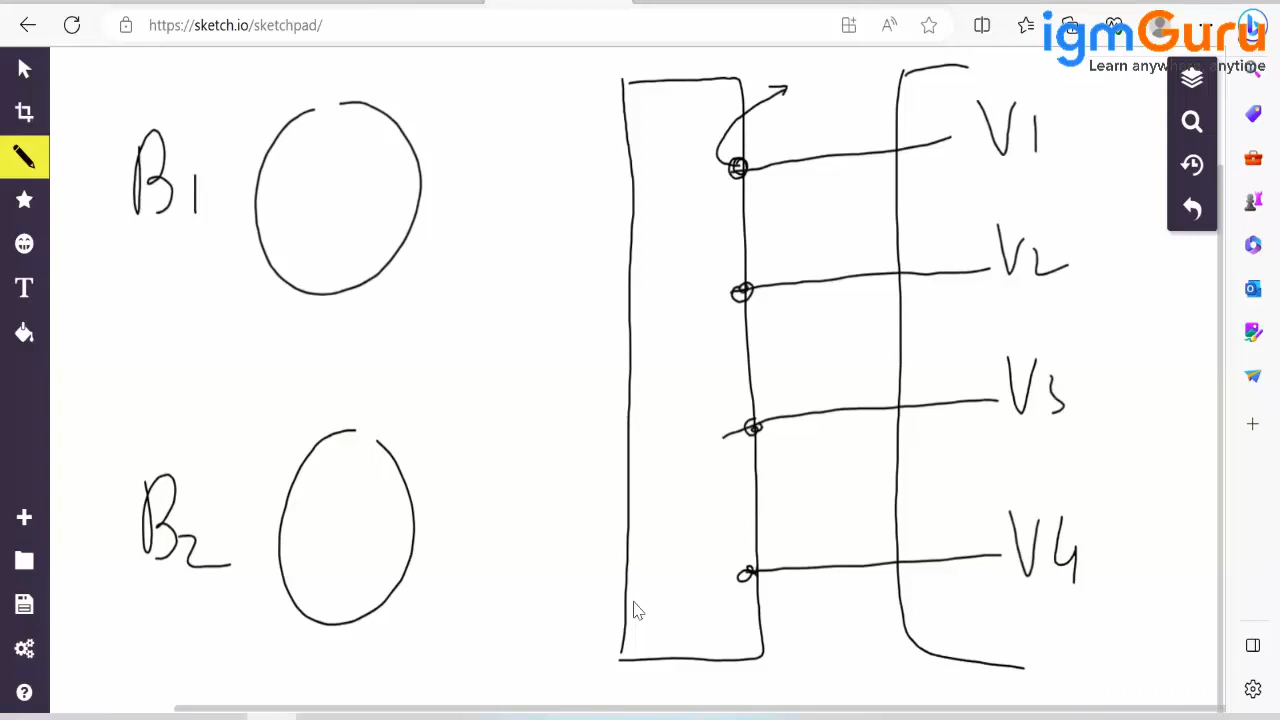 https://sketch.io/sketchpad/
igmGuru
Learn anywhere, anytime
B1
V1
V2
V3
B2
V4